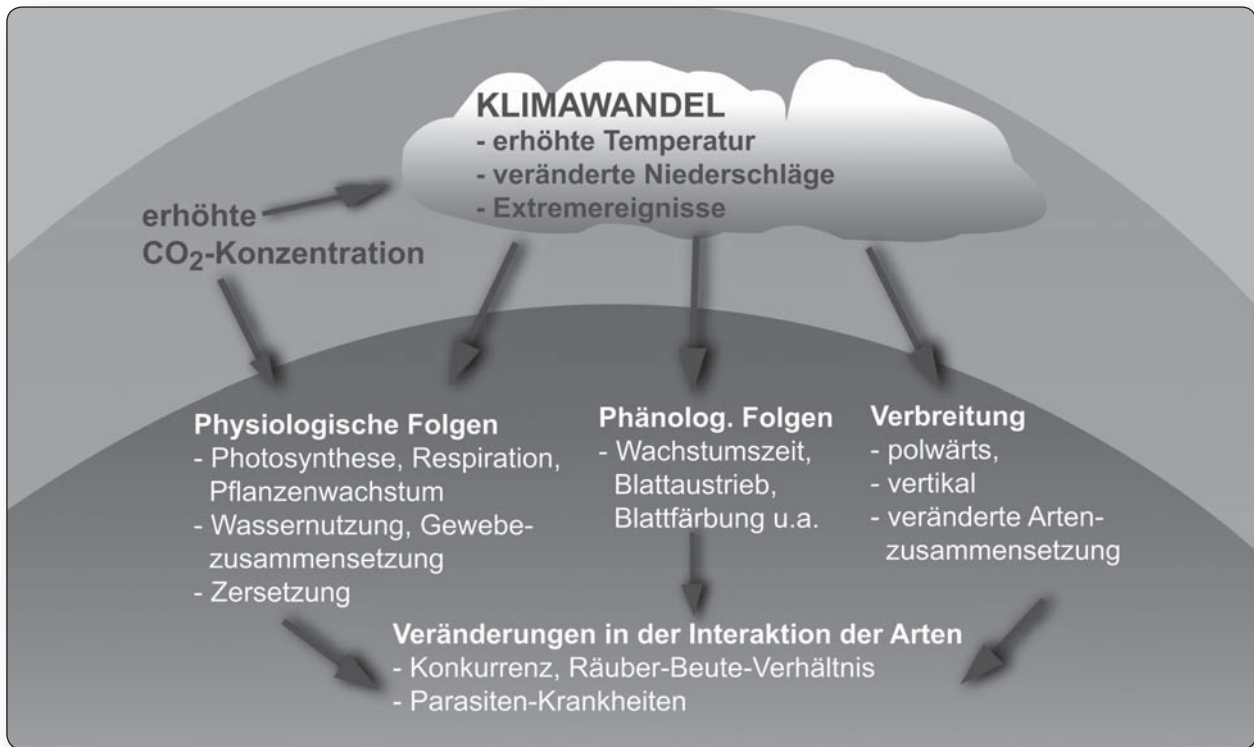 KLIMAWANDEL
- erhöhte Temperatur
- veränderte Niederschläge
- Extremereignisse
erhöhte
CO₂-Konzentration
Physiologische Folgen
- Photosynthese, Respiration,
Pflanzenwachstum
- Wassernutzung, Gewebe-
zusammensetzung
- Zersetzung
Phänolog. Folgen
- Wachstumszeit,
Blattaustrieb,
Blattfärbung u.a.
Verbreitung
- polwärts,
- vertikal
- veränderte Arten-
zusammensetzung
Veränderungen in der Interaktion der Arten
- Konkurrenz, Räuber-Beute-Verhältnis
- Parasiten-Krankheiten